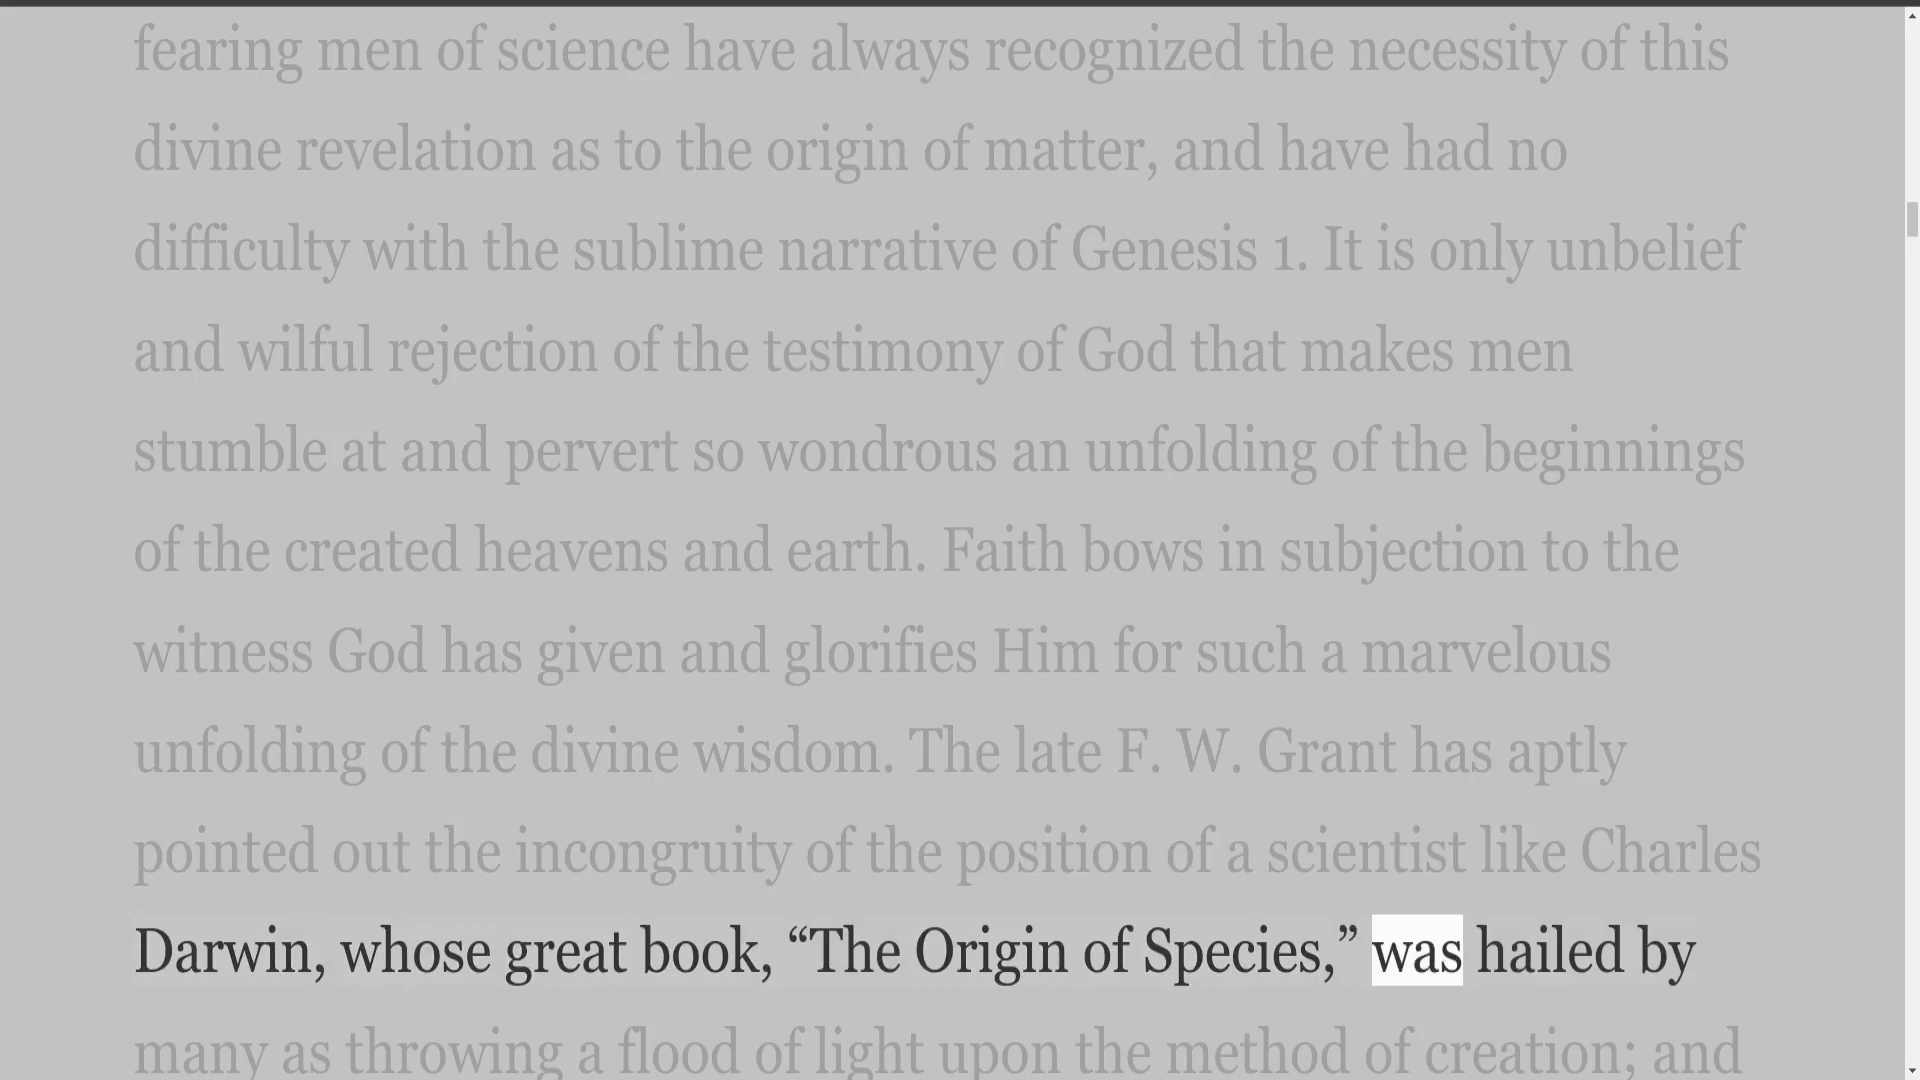 fearing men of science have always recognized the necessity of this
divine revelation as to the origin of matter, and have had no
difficulty with the sublime narrative of Genesis 1. It is only unbelief
and wilful rejection of the testimony of God that makes men
stumble at and pervert so wondrous an unfolding of the beginnings
of the created heavens and earth. Faith bows in subjection to the
witness God has given and glorifies Him for such a marvelous
unfolding of the divine wisdom. The late F. W. Grant has aptly
pointed out the incongruity of the position of a scientist like Charles
Darwin, whose great book, “The Origin of Species,” was hailed by
many as throwing a flood of light upon the method of creation; and